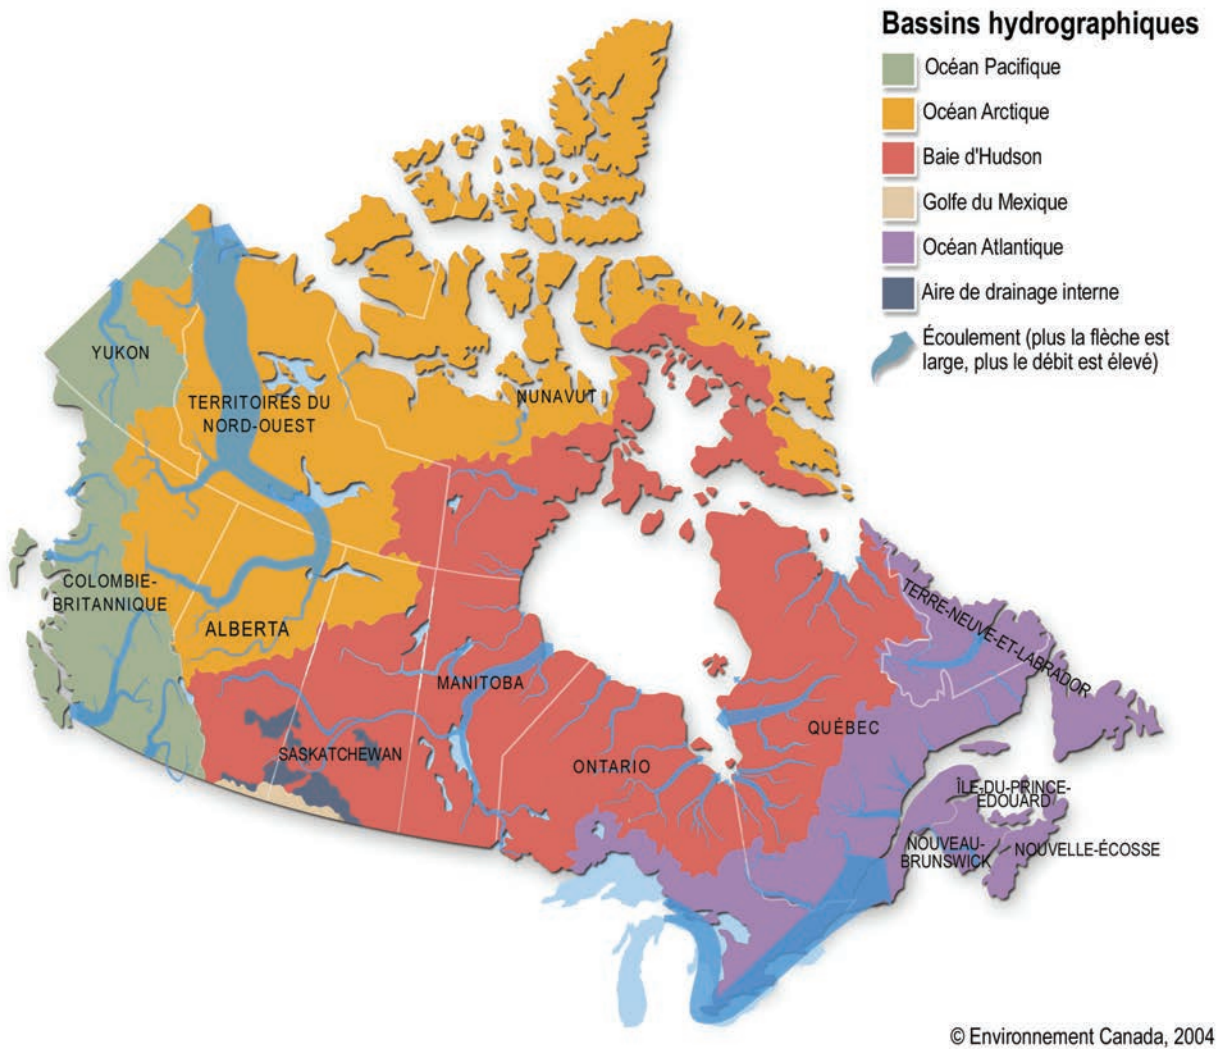 Bassins hydrographiques
Océan Pacifique
Océan Arctique
Baie d'Hudson
Golfe du Mexique
Océan Atlantique
Aire de drainage interne
Écoulement (plus la flèche est
large, plus le débit est élevé)
YUKON
TERRITOIRES DU
NORD-OUEST
NUNAVUT
COLOMBIE-
BRITANNIQUE
ALBERTA
SASKATCHEWAN
MANITOBA
ONTARIO
QUÉBEC
TERRE-NEUVE-ET-LABRADOR
ÎLE-DU-PRINCE-
EDOUARD
NOUVEAU-
BRUNSWICK
NOUVELLE-ÉCOSSE
© Environnement Canada, 2004